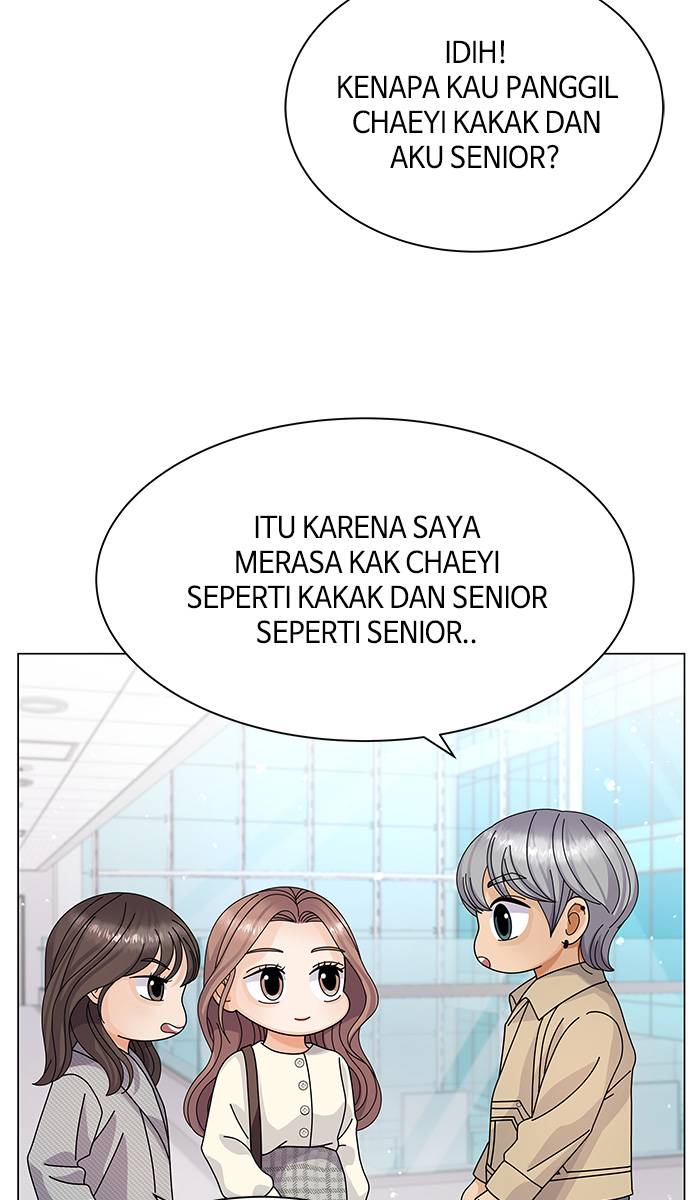 IDIH!
KENAPA KAU PANGGIL
CHAEYI KAKAK DAN
AKU SENIOR?
ITU KARENA SAYA
MERASA KAK CHAEYI
SEPERTI KAKAK DAN SENIOR
SEPERTI SENIOR..